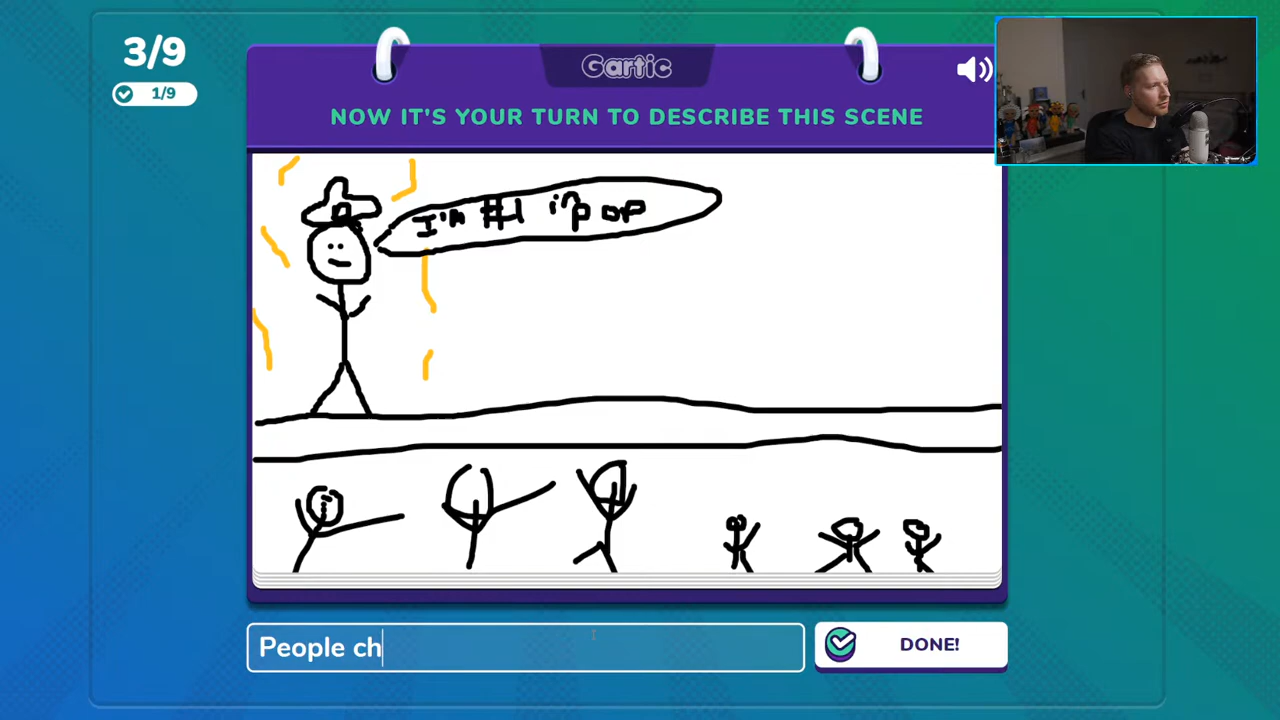 3/9
1/9
Gartic
NOW IT'S YOUR TURN TO DESCRIBE THIS SCENE
I'm #1 in pop
People ch
DONE!